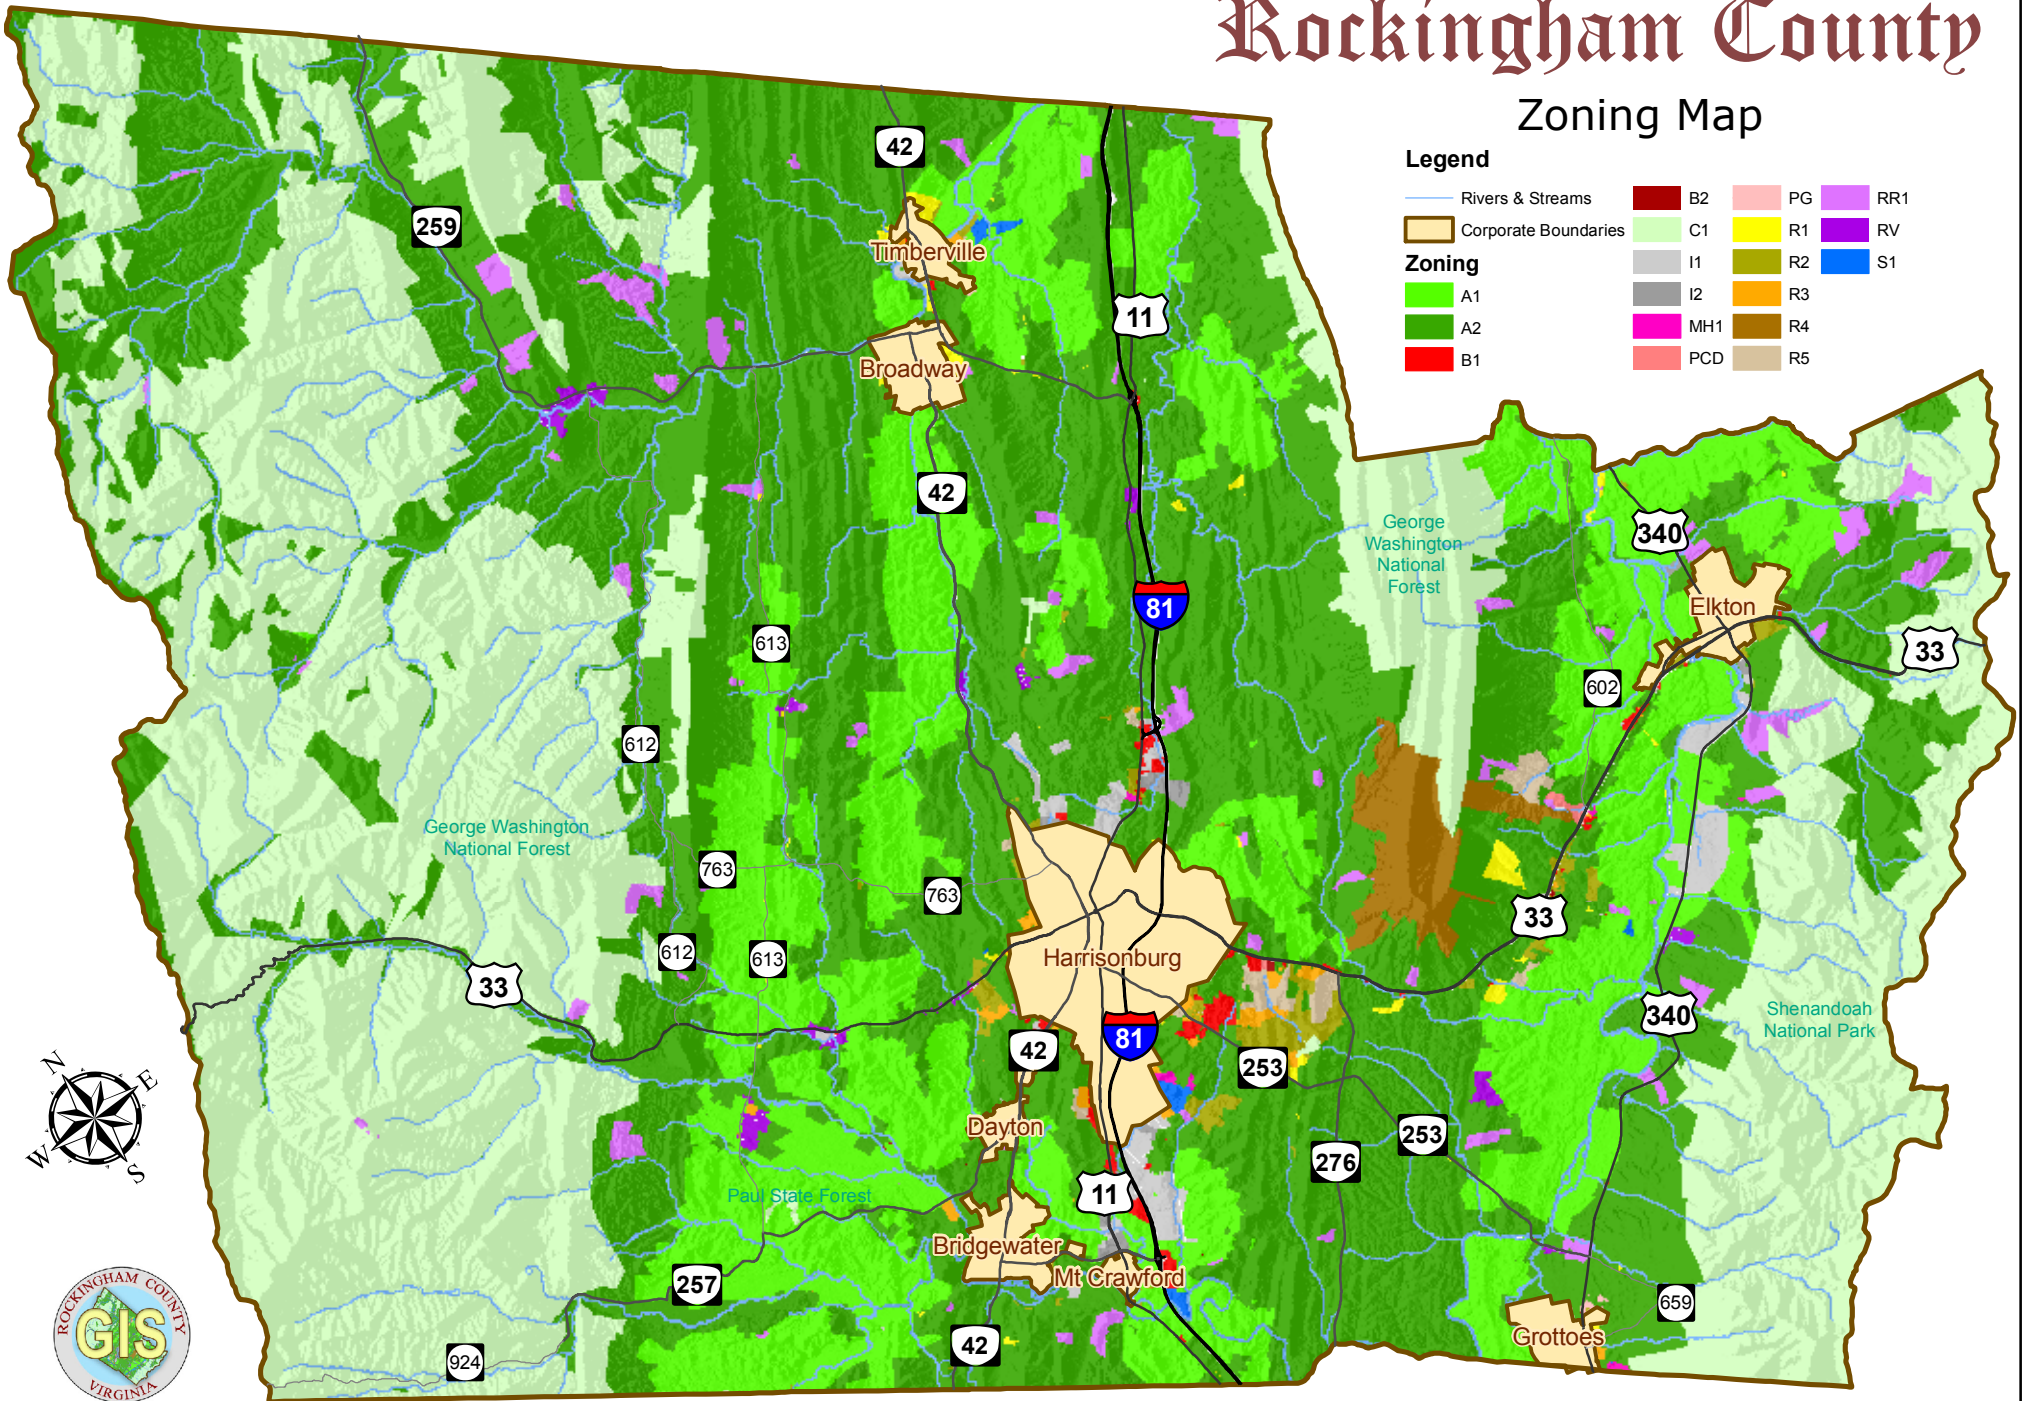 Rockingham County
Zoning Map
Legend
Rivers & Streams
Corporate Boundaries
Zoning
A1
A2
B1
B2
C1
I1
I2
MH1
PCD
PG
R1
R2
R3
R4
R5
RR1
RV
S1
42
259
Timberville
11
Broadway
42
George
Washington
National
Forest
340
81
Elkton
613
33
602
612
George Washington
National Forest
763
763
33
612
613
33
Harrisonburg
340
Shenandoah
National Park
42
81
253
N
E
W
S
Dayton
253
276
Paul State Forest
11
Bridgewater
Mt Crawford
257
659
Grottoes
42
924
ROCKINGHAM COUNTY
GIS
VIRGINIA